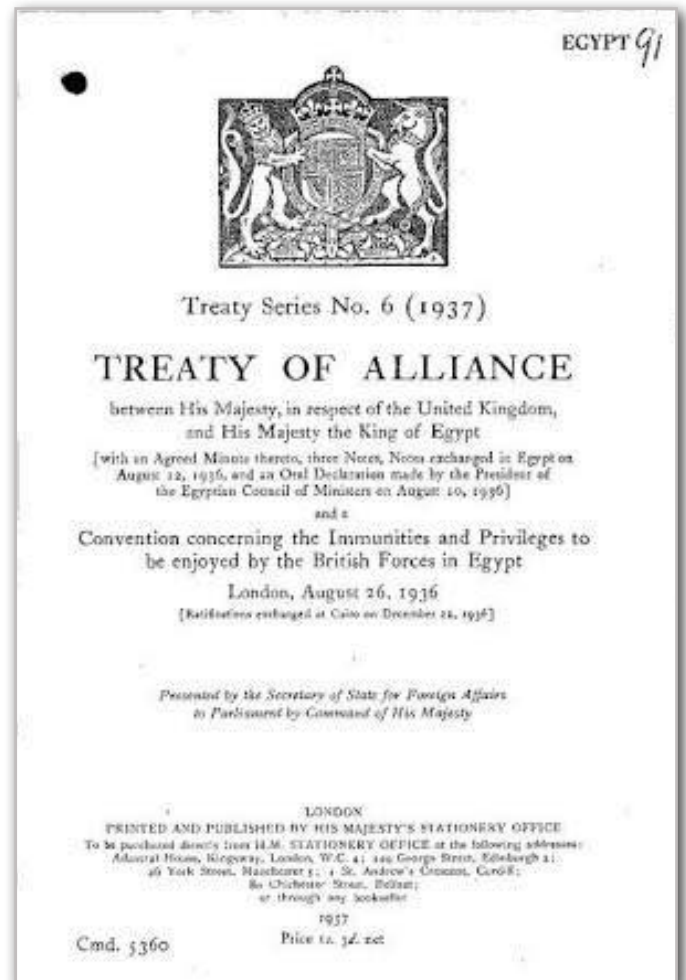 EGYPT 91
Treaty Series No. 6 (1937)
TREATY OF ALLIANCE
between His Majesty, in respect of the United Kingdom,
and His Majesty the King of Egypt
[with an Agreed Minute thereto, three Notes, Notes exchanged in Egypt on
August 12, 1936, and an Oral Declaration made by the President of
the Egyptian Council of Ministers on August 10, 1936]
and a
Convention concerning the Immunities and Privileges to
be enjoyed by the British Forces in Egypt
London, August 26, 1936
[Ratifications exchanged at Cairo on December 22, 1936]
Presented by the Secretary of State for Foreign Affairs
to Parliament by Command of His Majesty
LONDON
PRINTED AND PUBLISHED BY HIS MAJESTY'S STATIONERY OFFICE
To be purchased directly from H.M. STATIONERY OFFICE at the following addresses:
Adastral House, Kingsway, London, W.C. 2; 120 George Street, Edinburgh 2;
26 York Street, Manchester 1; 1 St. Andrew's Crescent, Cardiff;
80 Chichester Street, Belfast;
or through any bookseller
1937
Price 1s. 3d. net
Cmd. 5360